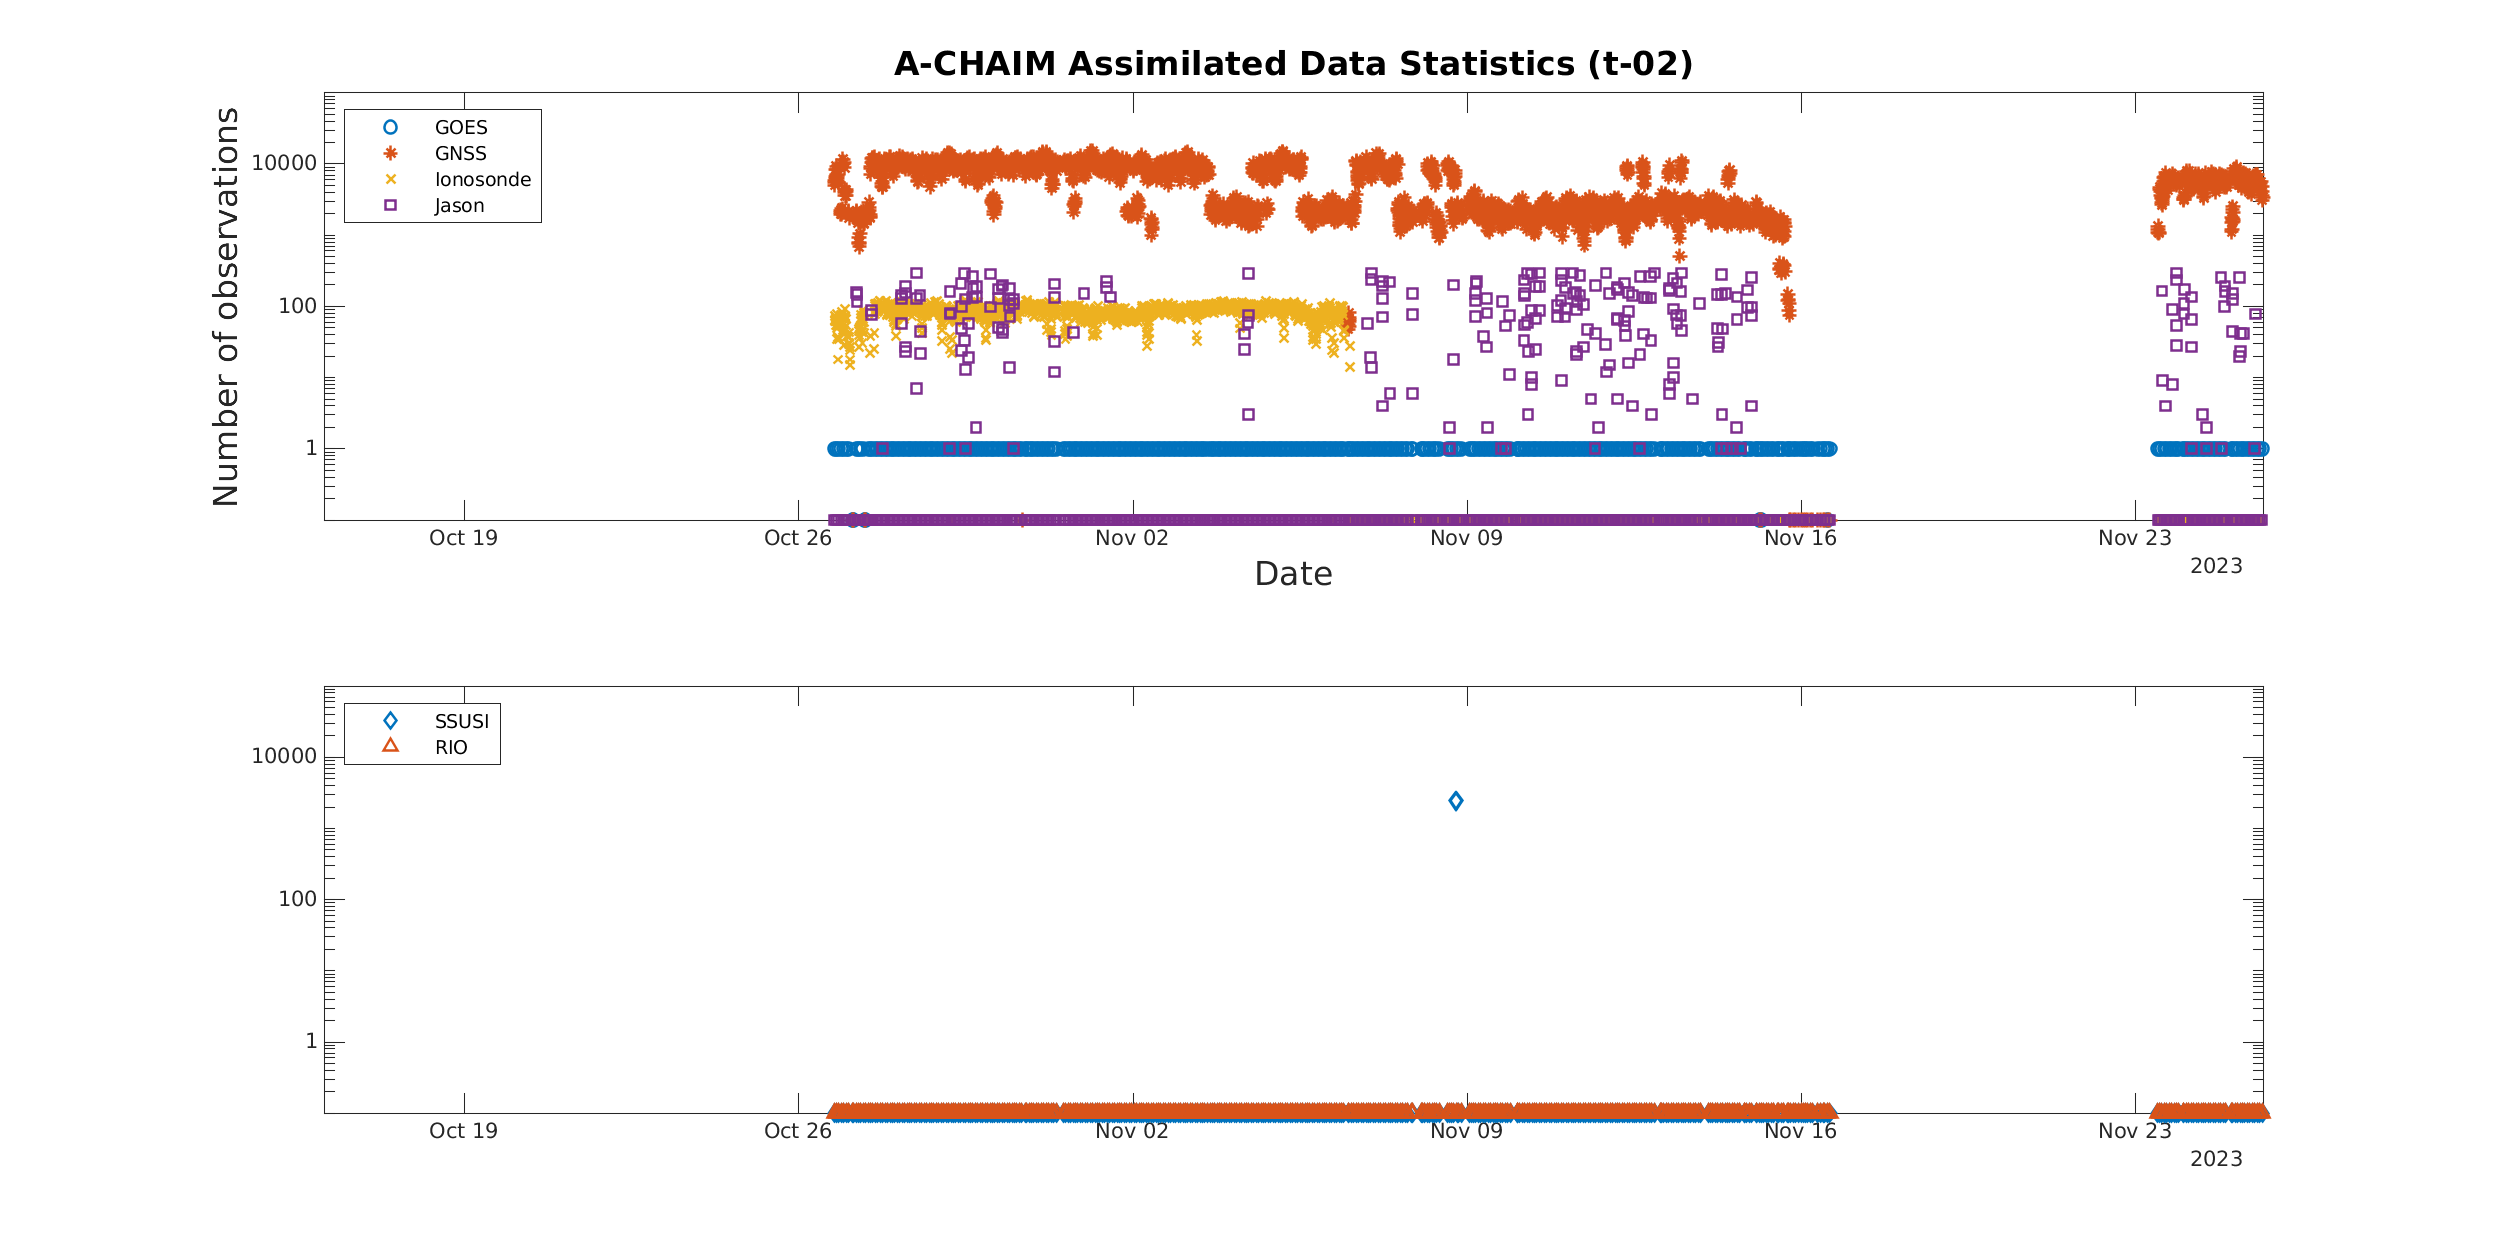 A-CHAIM Assimilated Data Statistics (t-02)
Number of observations
10000
100
1
GOES
GNSS
Ionosonde
Jason
Oct 19 Oct 26 Nov 02 Nov 09 Nov 16 Nov 23
2023
Date
10000
100
1
SSUSI
RIO
Oct 19 Oct 26 Nov 02 Nov 09 Nov 16 Nov 23
2023